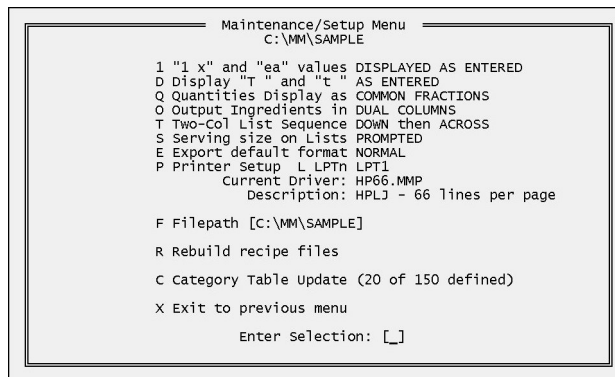 Maintenance/Setup Menu
C:\MM\SAMPLE
1 "1 x" and "ea" values DISPLAYED AS ENTERED
D Display "T " and "t " AS ENTERED
Q Quantities Display as COMMON FRACTIONS
O Output Ingredients in DUAL COLUMNS
T Two-Col List Sequence DOWN then ACROSS
S Serving size on Lists PROMPTED
E Export default format NORMAL
P Printer Setup  L LPTn LPT1
Current Driver: HP66.MMP
Description: HPLJ - 66 lines per page
F Filepath [C:\MM\SAMPLE]
R Rebuild recipe files
C Category Table Update (20 of 150 defined)
X Exit to previous menu
Enter Selection: [_]